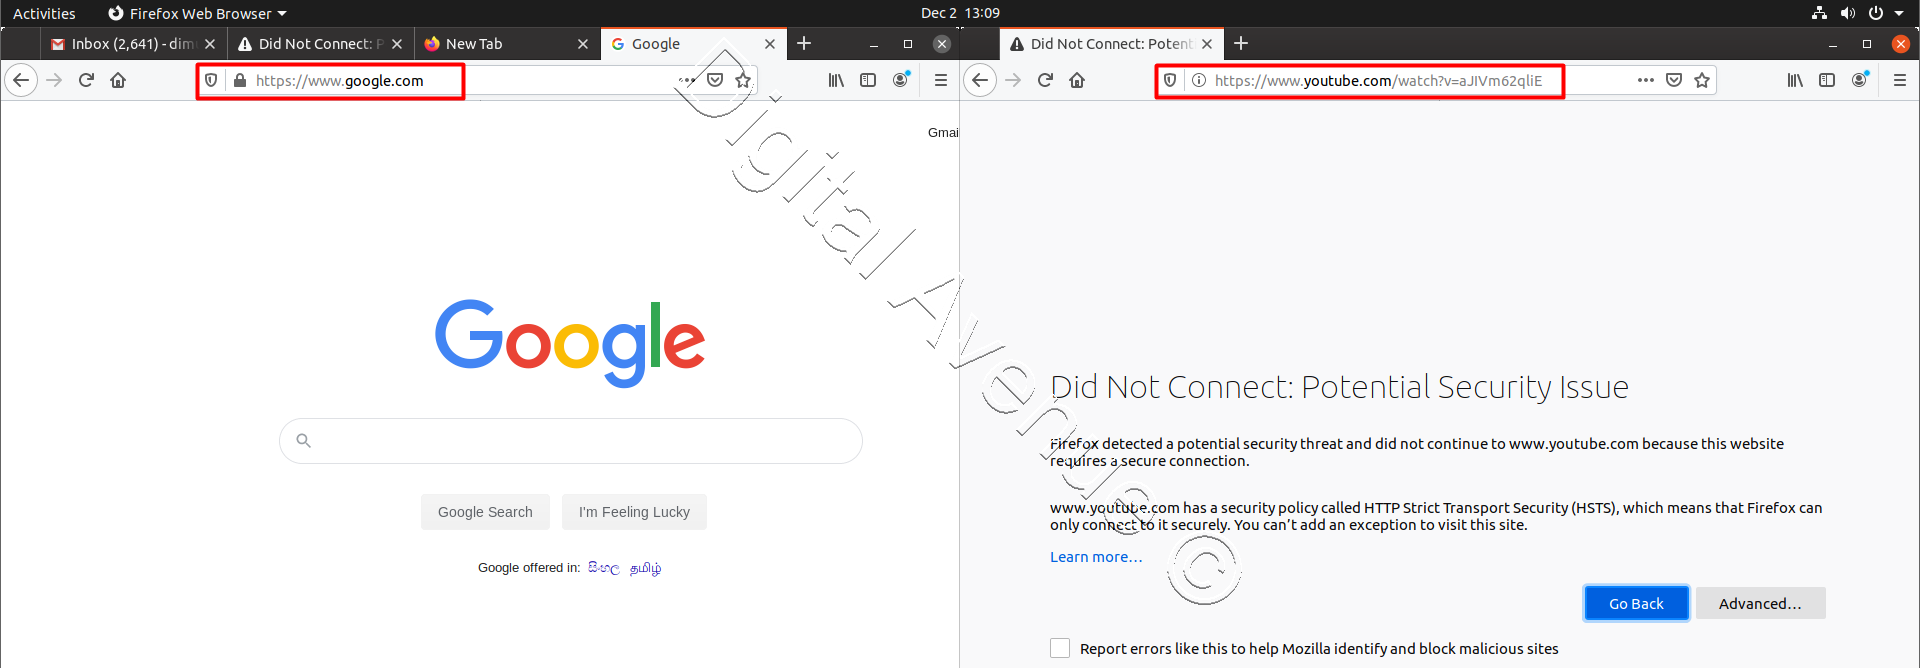 Activities Firefox Web Browser Dec 2 13:09
Inbox (2,641) - dim Did Not Connect: P New Tab Google
https://www.google.com
Gmai
Google
Google Search I'm Feeling Lucky
Google offered in: සිංහල தமிழ்
Did Not Connect: Potent
https://www.youtube.com/watch?v=aJIVm62qliE
Did Not Connect: Potential Security Issue
Firefox detected a potential security threat and did not continue to www.youtube.com because this website
requires a secure connection.
www.youtube.com has a security policy called HTTP Strict Transport Security (HSTS), which means that Firefox can
only connect to it securely. You can't add an exception to visit this site.
Learn more…
Go Back Advanced…
Report errors like this to help Mozilla identify and block malicious sites
Digital Avenue ©